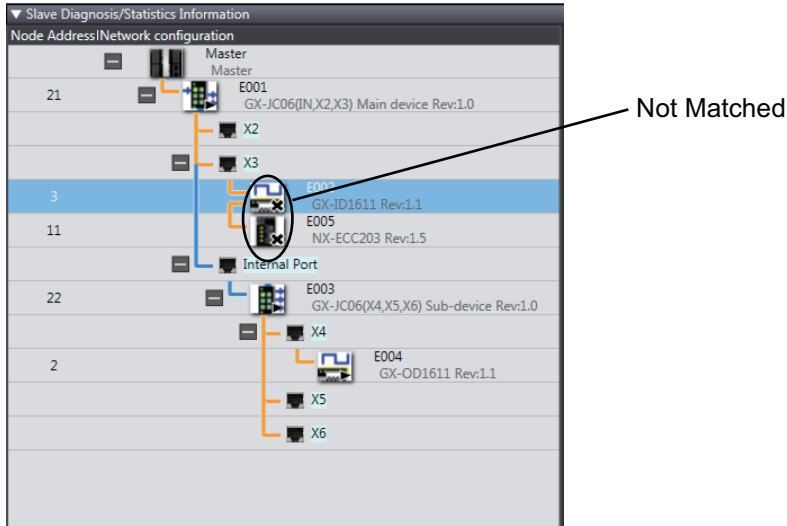 ▼ Slave Diagnosis/Statistics Information
Node Address|Network configuration
Master
Master
21
E001
GX-JC06(IN,X2,X3) Main device Rev:1.0
X2
X3
Not Matched
3
E002
GX-ID1611 Rev:1.1
11
E005
NX-ECC203 Rev:1.5
Internal Port
22
E003
GX-JC06(X4,X5,X6) Sub-device Rev:1.0
X4
2
E004
GX-OD1611 Rev:1.1
X5
X6